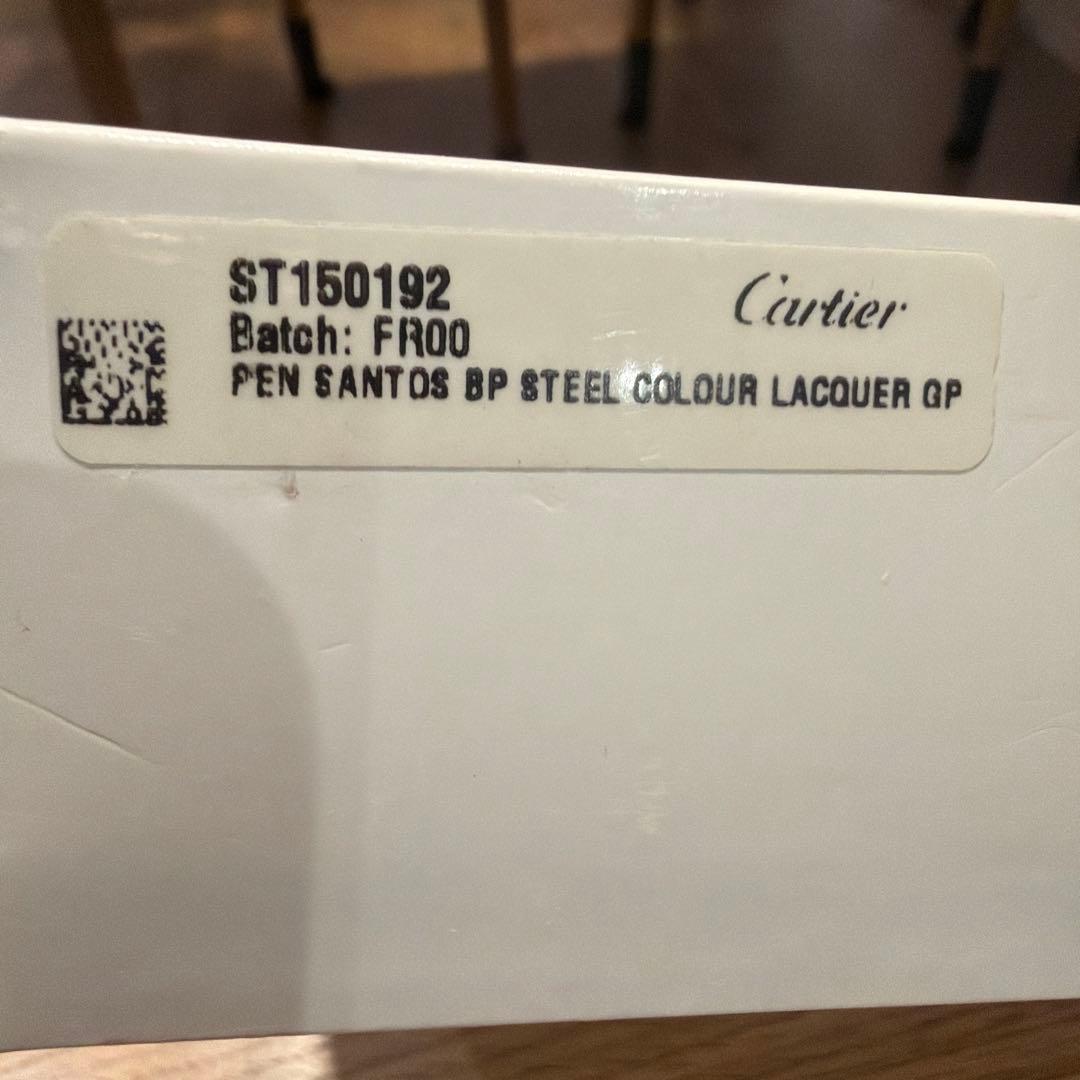 ST150192
Cartier
Batch: FR00
PEN SANTOS BP STEEL COLOUR LACQUER GP